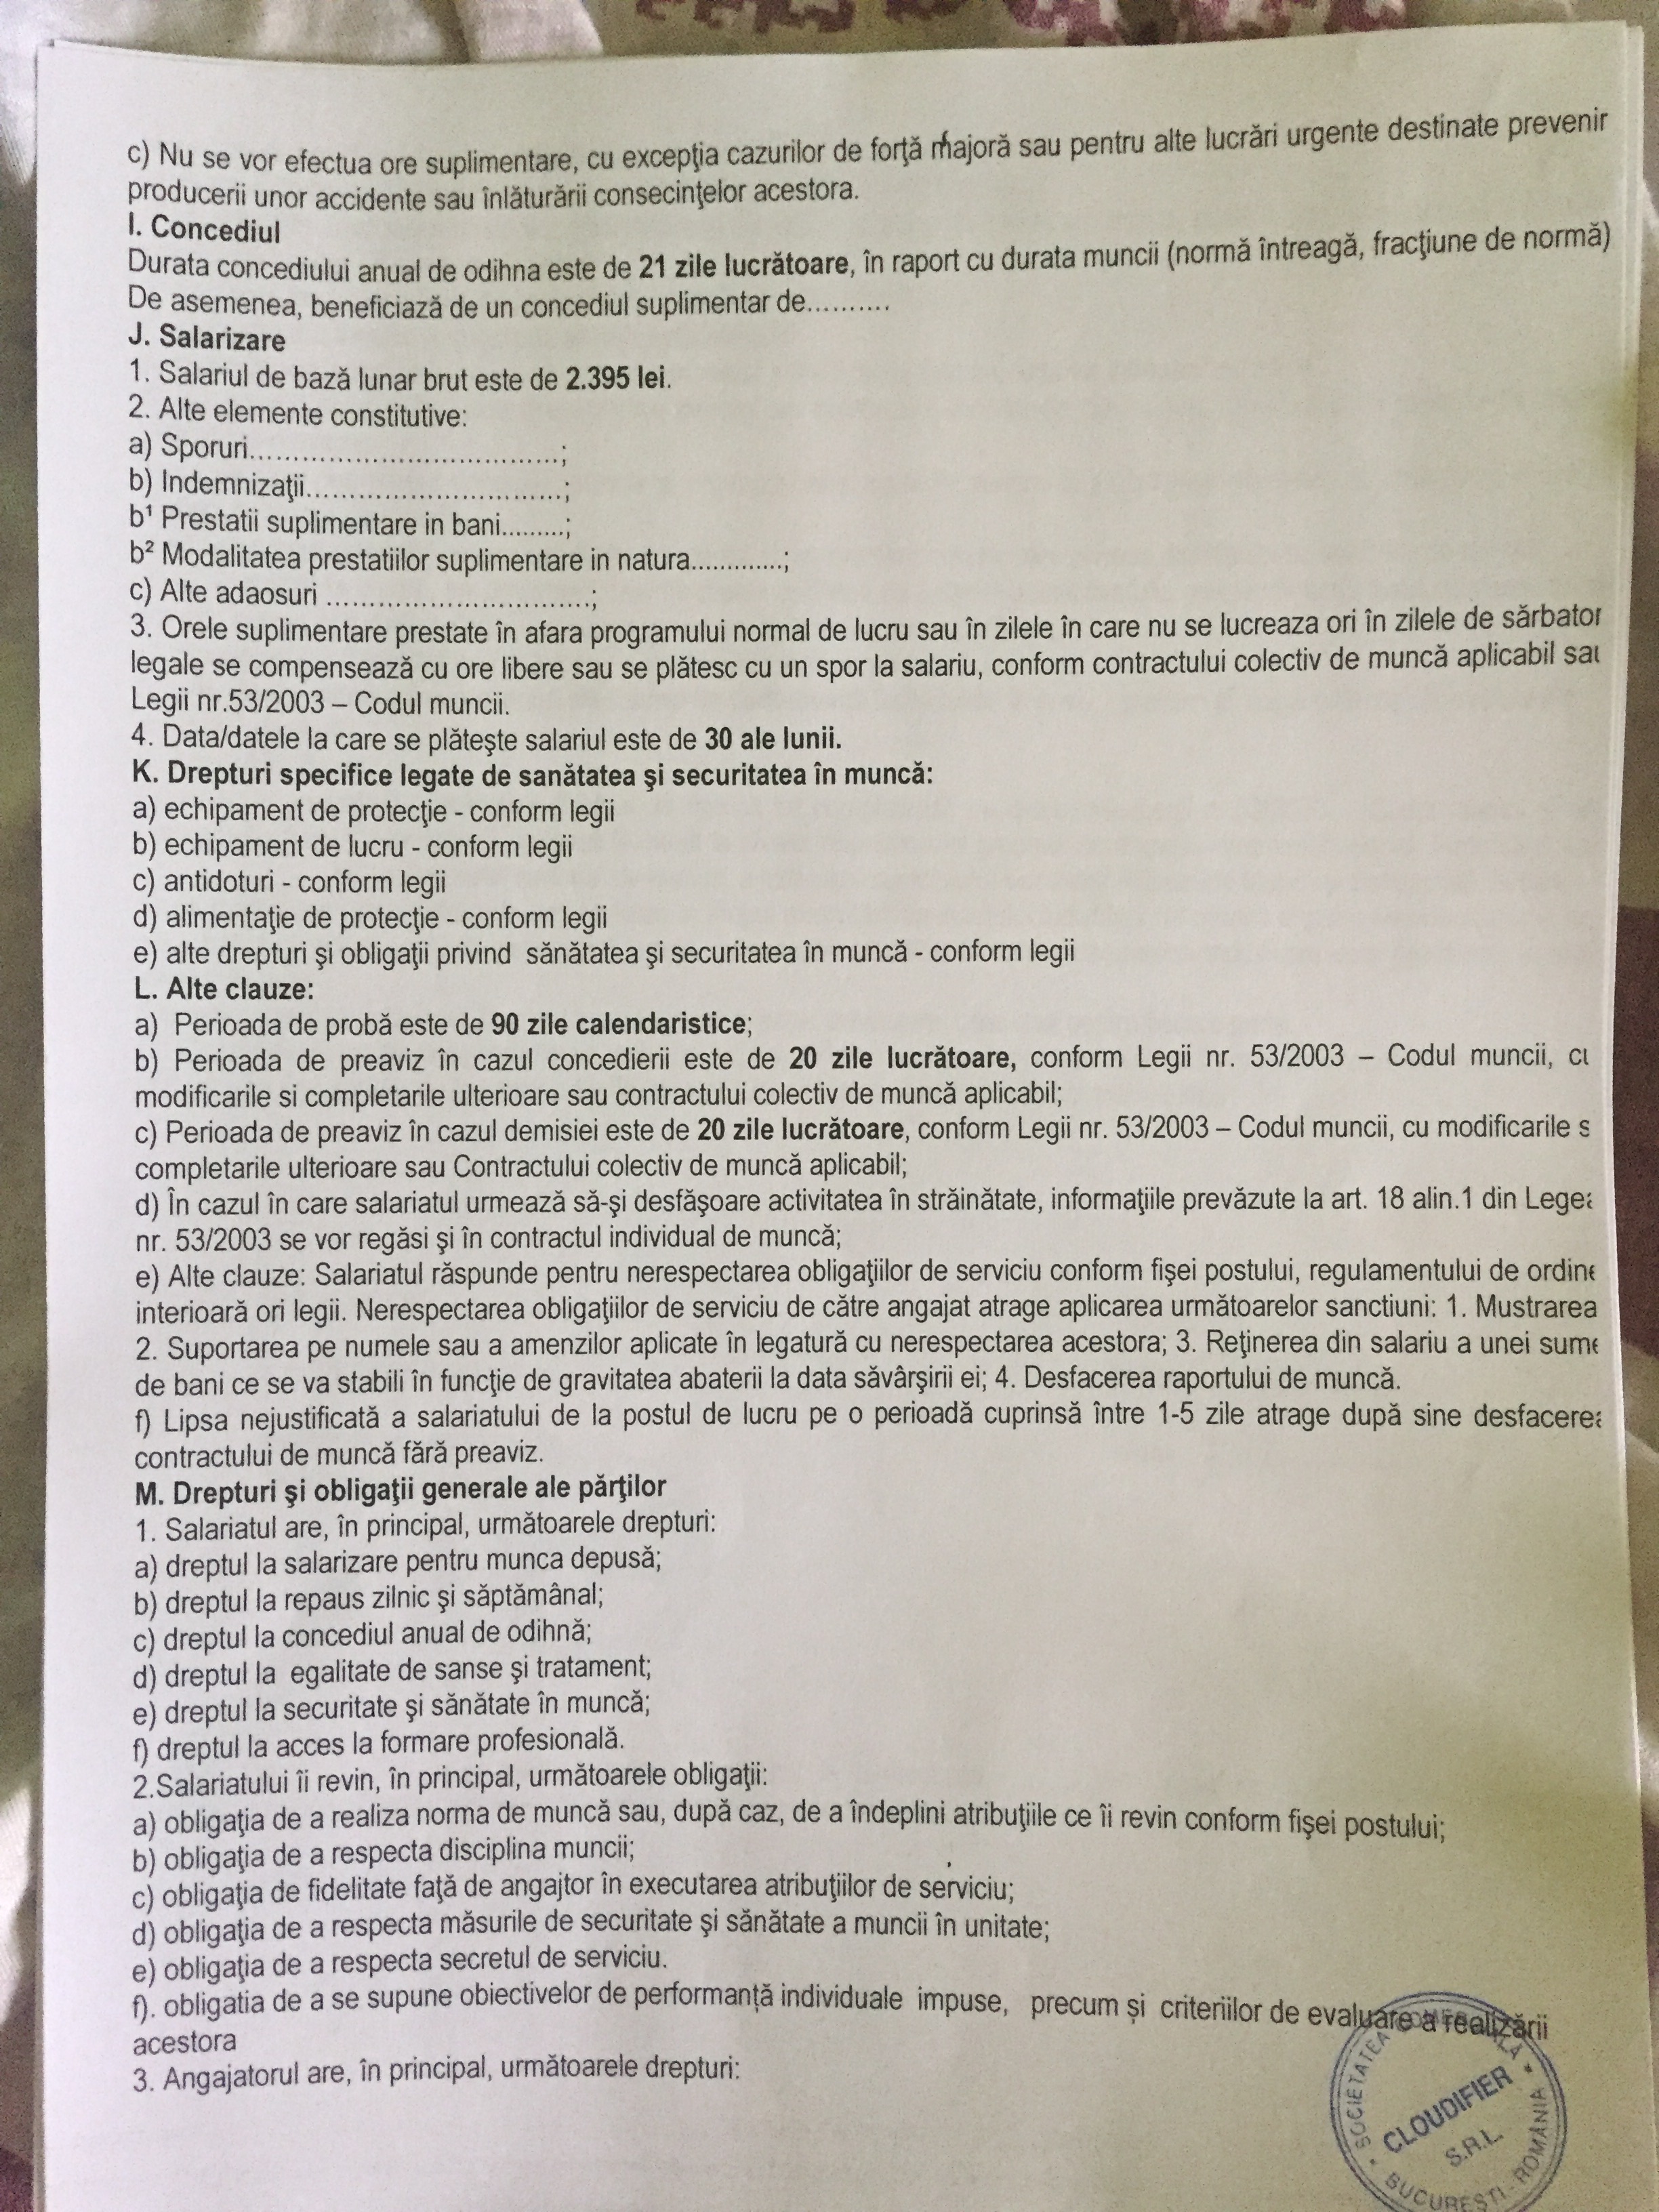 c) Nu se vor efectua ore suplimentare, cu excepţia cazurilor de forţă majoră sau pentru alte lucrări urgente destinate prevenir
producerii unor accidente sau înlăturării consecinţelor acestora.
I. Concediul
Durata concediului anual de odihna este de 21 zile lucrătoare, în raport cu durata muncii (normă întreagă, fracţiune de normă)
De asemenea, beneficiază de un concediul suplimentar de..........
J. Salarizare
1. Salariul de bază lunar brut este de 2.395 lei.
2. Alte elemente constitutive:
a) Sporuri....................................;
b) Indemnizaţii..............................;
b¹ Prestatii suplimentare in bani.........;
b² Modalitatea prestatiilor suplimentare in natura.............;
c) Alte adaosuri ...............................;
3. Orele suplimentare prestate în afara programului normal de lucru sau în zilele în care nu se lucreaza ori în zilele de sărbator
legale se compensează cu ore libere sau se plătesc cu un spor la salariu, conform contractului colectiv de muncă aplicabil sau
Legii nr.53/2003 – Codul muncii.
4. Data/datele la care se plăteşte salariul este de 30 ale lunii.
K. Drepturi specifice legate de sanătatea şi securitatea în muncă:
a) echipament de protecţie - conform legii
b) echipament de lucru - conform legii
c) antidoturi - conform legii
d) alimentaţie de protecţie - conform legii
e) alte drepturi şi obligaţii privind sănătatea şi securitatea în muncă - conform legii
L. Alte clauze:
a) Perioada de probă este de 90 zile calendaristice;
b) Perioada de preaviz în cazul concedierii este de 20 zile lucrătoare, conform Legii nr. 53/2003 – Codul muncii, cu
modificarile si completarile ulterioare sau contractului colectiv de muncă aplicabil;
c) Perioada de preaviz în cazul demisiei este de 20 zile lucrătoare, conform Legii nr. 53/2003 – Codul muncii, cu modificarile s
completarile ulterioare sau Contractului colectiv de muncă aplicabil;
d) În cazul în care salariatul urmează să-şi desfăşoare activitatea în străinătate, informaţiile prevăzute la art. 18 alin.1 din Legea
nr. 53/2003 se vor regăsi şi în contractul individual de muncă;
e) Alte clauze: Salariatul răspunde pentru nerespectarea obligaţiilor de serviciu conform fişei postului, regulamentului de ordine
interioară ori legii. Nerespectarea obligaţiilor de serviciu de către angajat atrage aplicarea următoarelor sanctiuni: 1. Mustrarea
2. Suportarea pe numele sau a amenzilor aplicate în legatură cu nerespectarea acestora; 3. Reţinerea din salariu a unei sume
de bani ce se va stabili în funcţie de gravitatea abaterii la data săvârşirii ei; 4. Desfacerea raportului de muncă.
f) Lipsa nejustificată a salariatului de la postul de lucru pe o perioadă cuprinsă între 1-5 zile atrage după sine desfacerea
contractului de muncă fără preaviz.
M. Drepturi şi obligaţii generale ale părţilor
1. Salariatul are, în principal, următoarele drepturi:
a) dreptul la salarizare pentru munca depusă;
b) dreptul la repaus zilnic şi săptămânal;
c) dreptul la concediul anual de odihnă;
d) dreptul la egalitate de sanse şi tratament;
e) dreptul la securitate şi sănătate în muncă;
f) dreptul la acces la formare profesională.
2.Salariatului îi revin, în principal, următoarele obligaţii:
a) obligaţia de a realiza norma de muncă sau, după caz, de a îndeplini atribuţiile ce îi revin conform fişei postului;
b) obligaţia de a respecta disciplina muncii;
c) obligaţia de fidelitate faţă de angajtor în executarea atribuţiilor de serviciu;
d) obligaţia de a respecta măsurile de securitate şi sănătate a muncii în unitate;
e) obligaţia de a respecta secretul de serviciu.
f). obligatia de a se supune obiectivelor de performanță individuale impuse, precum și criteriilor de evaluare a realizării
acestora
3. Angajatorul are, în principal, următoarele drepturi:
SOCIETATEA COMERCIALĂ
CLOUDIFIER
S.R.L.
BUCUREŞTI - ROMANIA